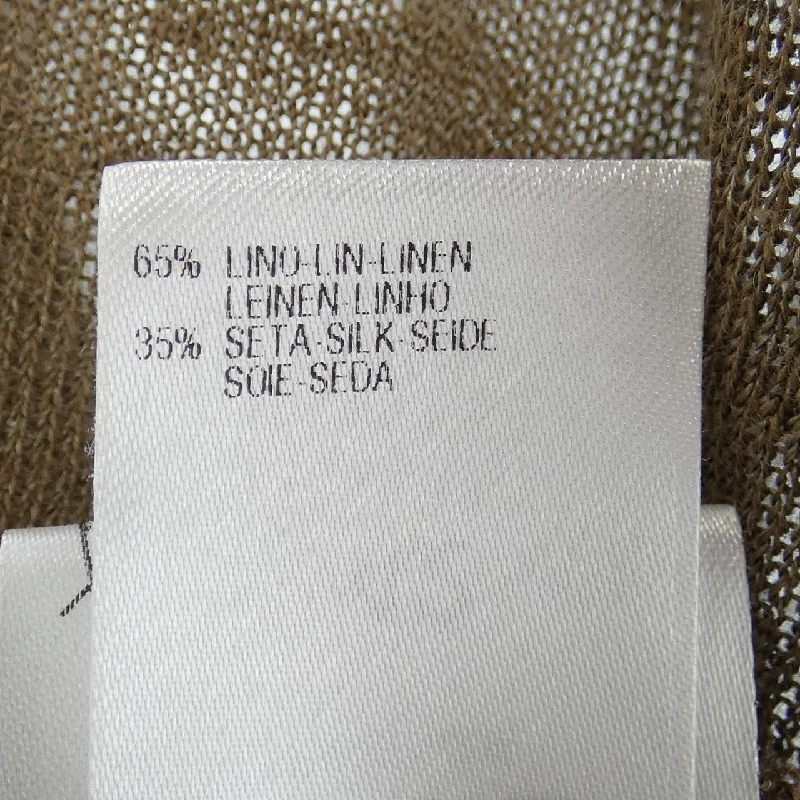 65% LINO-LIN-LINEN
LEINEN-LINHO
35% SETA-SILK-SEIDE
SOIE-SEDA